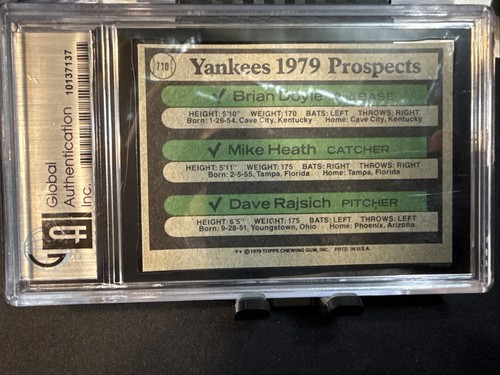 710
Yankees 1979 Prospects
Brian Doyle 2nd BASE
HEIGHT: 5'10" WEIGHT: 170 BATS: LEFT THROWS: RIGHT
Born: 1-26-54, Cave City, Kentucky Home: Cave City, Kentucky
Mike Heath CATCHER
HEIGHT: 5'11" WEIGHT: 175 BATS: RIGHT THROWS: RIGHT
Born: 2-5-55, Tampa, Florida Home: Tampa, Florida
Dave Rajsich PITCHER
HEIGHT: 6'5" WEIGHT: 175 BATS: LEFT THROWS: LEFT
Born: 9-28-51, Youngstown, Ohio Home: Phoenix, Arizona
© 1979 TOPPS CHEWING GUM, INC. PRTD. IN U.S.A.
GA
Global
Authentication
Inc.
10137137